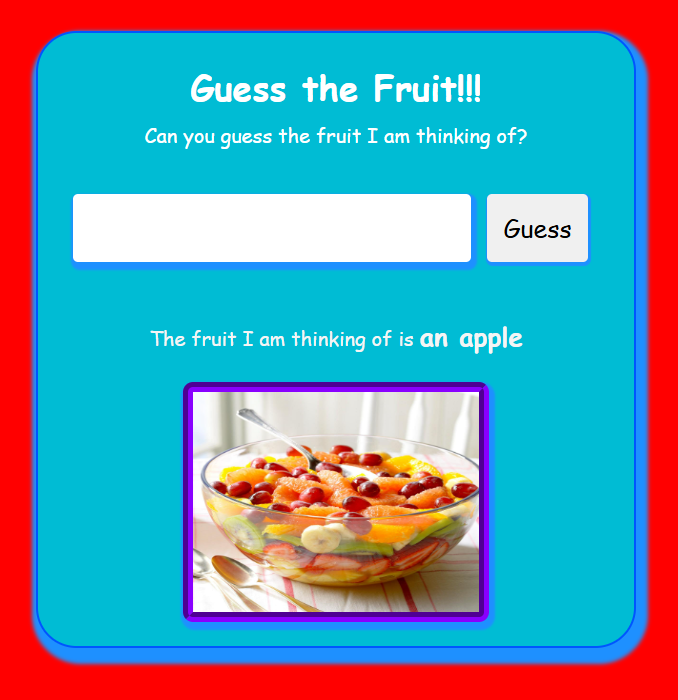 Guess the Fruit!!!
Can you guess the fruit I am thinking of?
Guess
The fruit I am thinking of is an apple